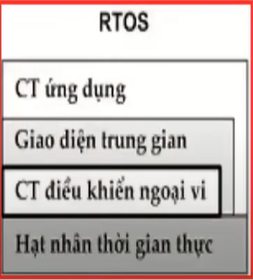 RTOS
CT ứng dụng
Giao diện trung gian
CT điều khiển ngoại vi
Hạt nhân thời gian thực